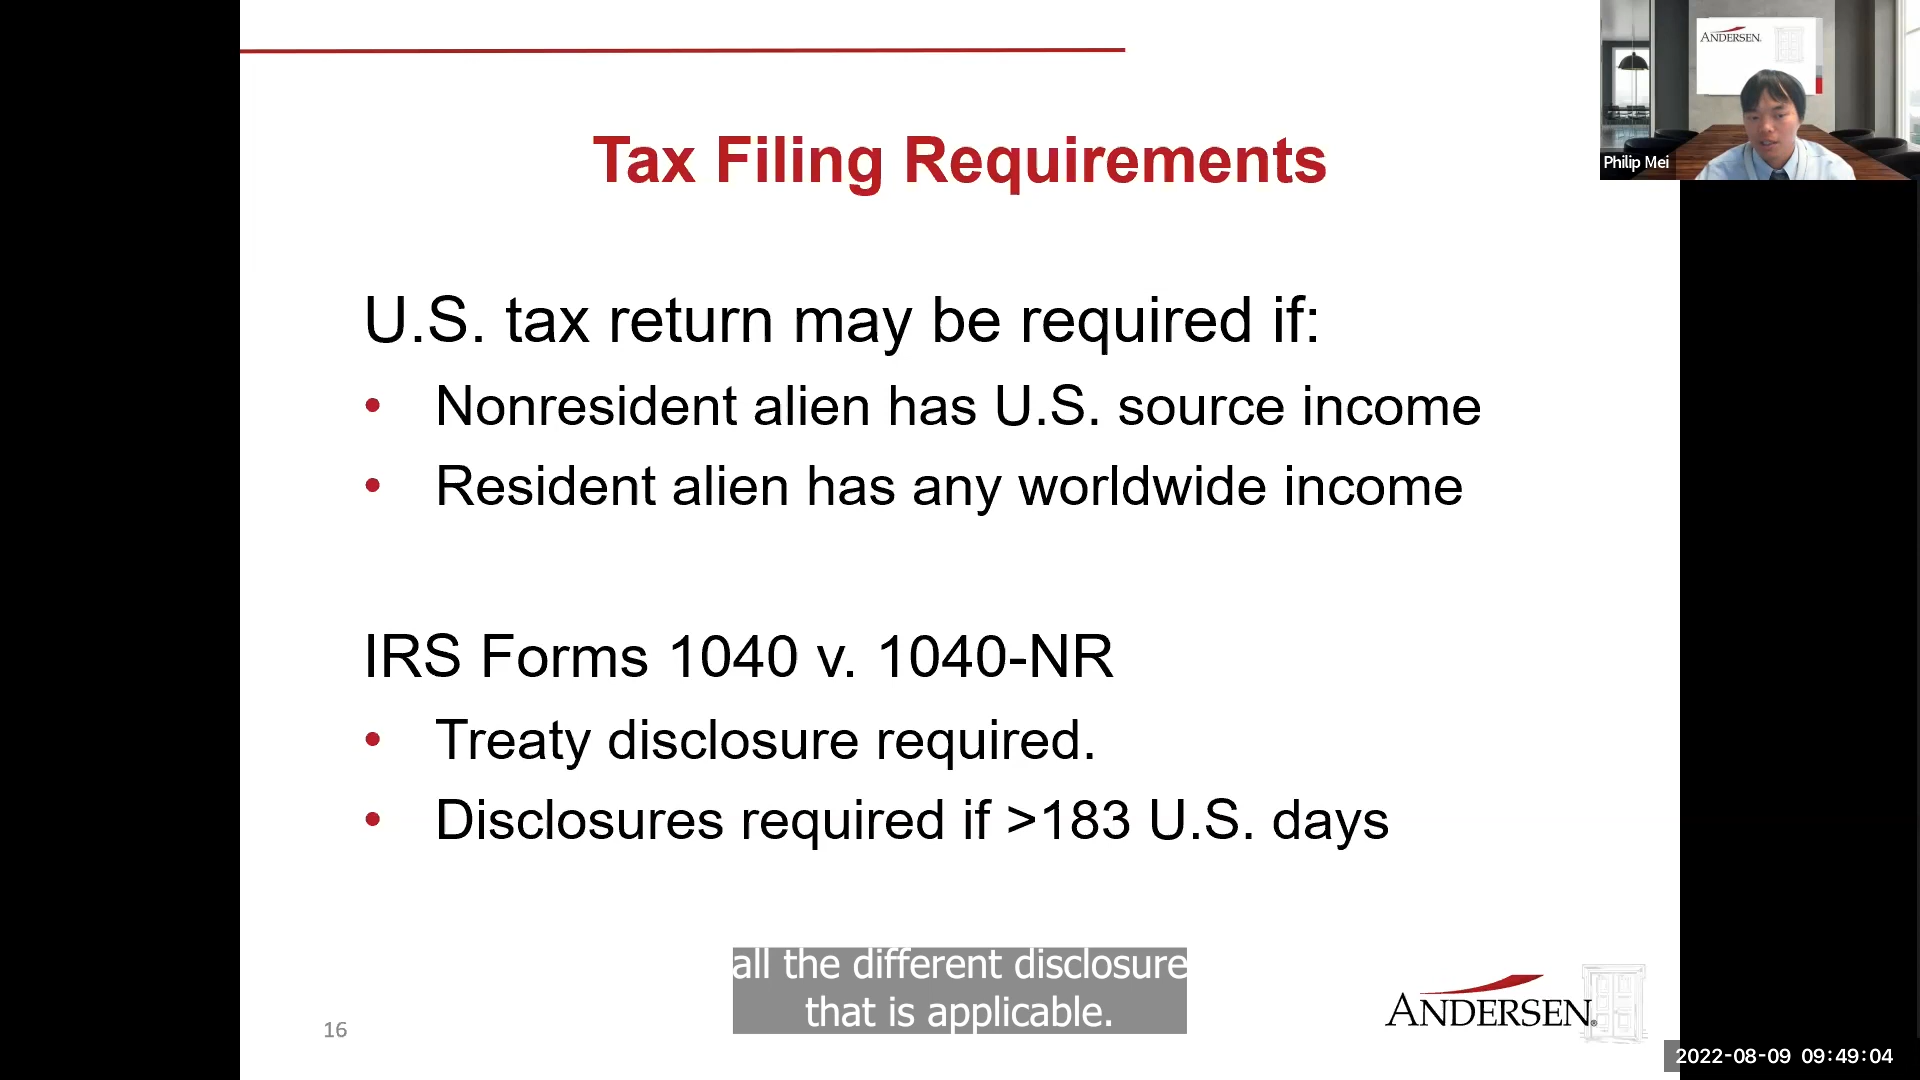 ANDERSEN
Philip Mei
Tax Filing Requirements
U.S. tax return may be required if:
• Nonresident alien has U.S. source income
• Resident alien has any worldwide income
IRS Forms 1040 v. 1040-NR
• Treaty disclosure required.
• Disclosures required if >183 U.S. days
all the different disclosure
that is applicable.
16
ANDERSEN®
2022-08-09 09:49:04